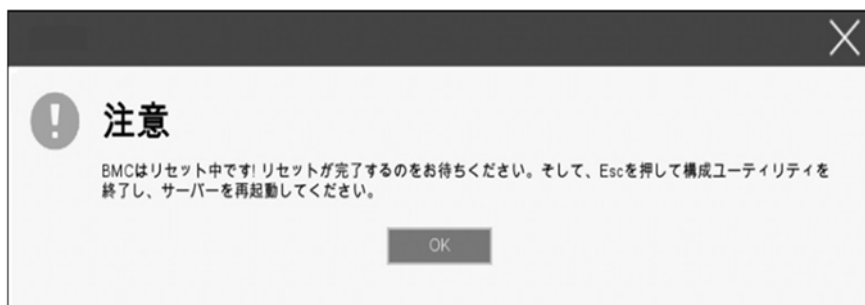 注意
BMCはリセット中です! リセットが完了するのをお待ちください。そして、Escを押して構成ユーティリティを
終了し、サーバーを再起動してください。
OK